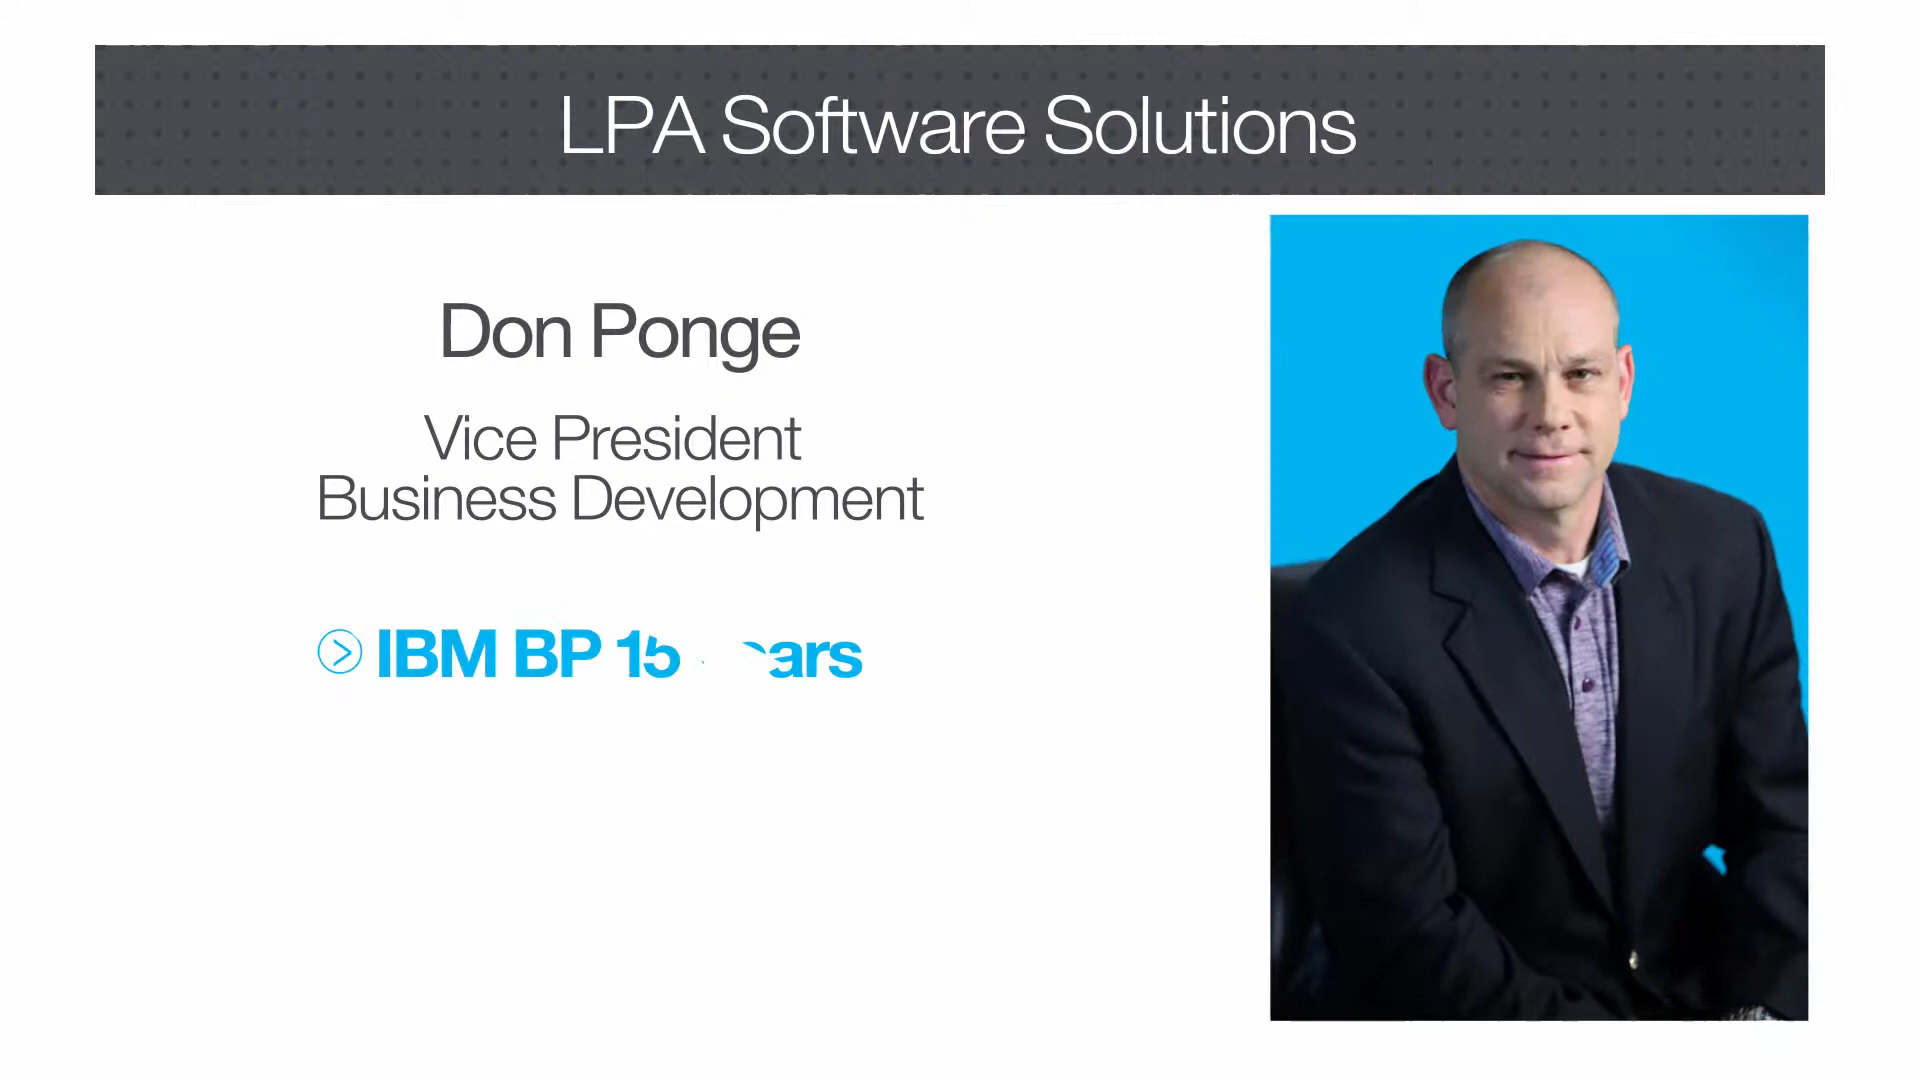 LPA Software Solutions
Don Ponge
Vice President
Business Development
IBM BP 15